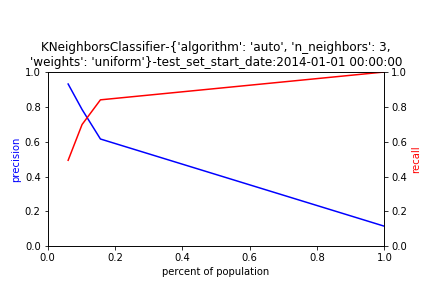 KNeighborsClassifier-{'algorithm': 'auto', 'n_neighbors': 3,
'weights': 'uniform'}-test_set_start_date:2014-01-01 00:00:00
1.0
0.8
0.6
0.4
0.2
0.0
precision
1.0
0.8
0.6
0.4
0.2
0.0
recall
0.0 0.2 0.4 0.6 0.8 1.0
percent of population